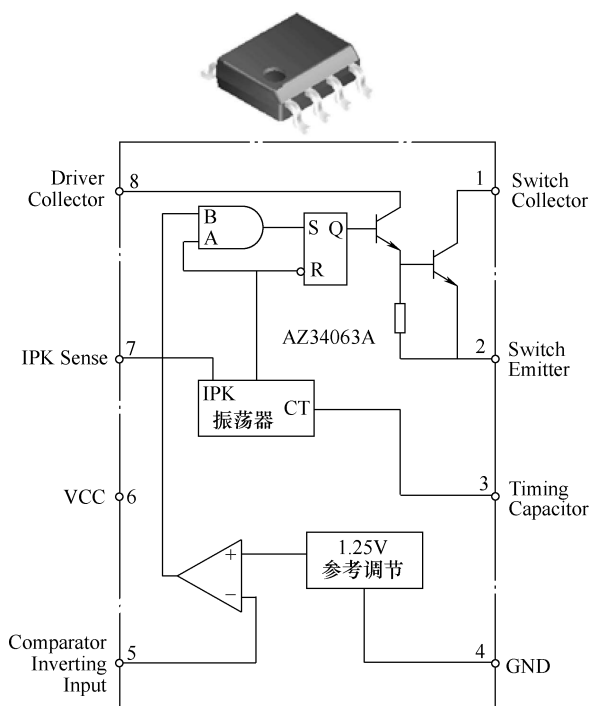 Driver
Collector
8
1
Switch
Collector
B
A
S Q
R
AZ34063A
IPK Sense
7
2
Switch
Emitter
IPK
CT
振荡器
VCC
6
3
Timing
Capacitor
+
1.25V
参考调节
−
Comparator
Inverting
Input
5
4
GND